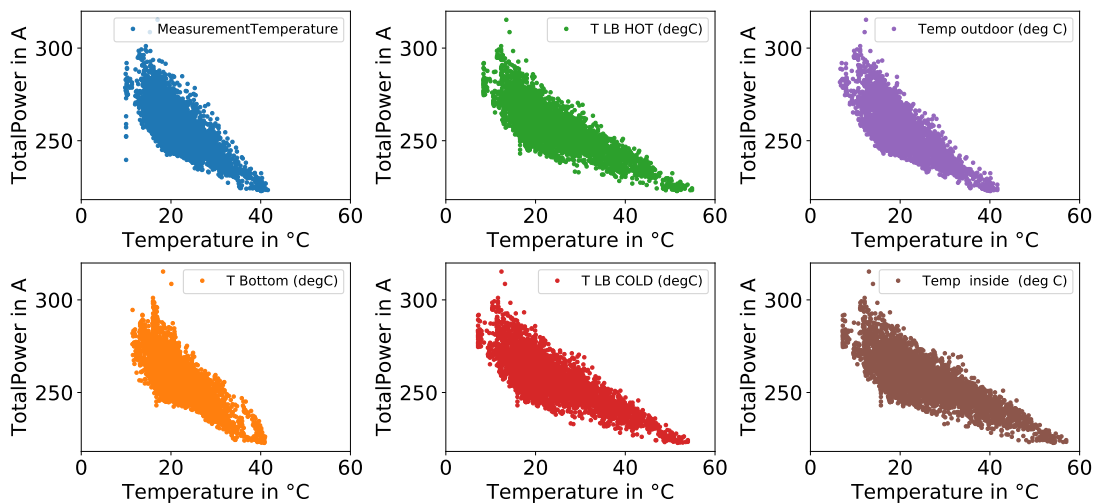 MeasurementTemperature
300
250
TotalPower in A
0 20 40 60
Temperature in °C
T LB HOT (degC)
300
250
TotalPower in A
0 20 40 60
Temperature in °C
Temp outdoor (deg C)
300
250
TotalPower in A
0 20 40 60
Temperature in °C
T Bottom (degC)
300
250
TotalPower in A
0 20 40 60
Temperature in °C
T LB COLD (degC)
300
250
TotalPower in A
0 20 40 60
Temperature in °C
Temp inside (deg C)
300
250
TotalPower in A
0 20 40 60
Temperature in °C